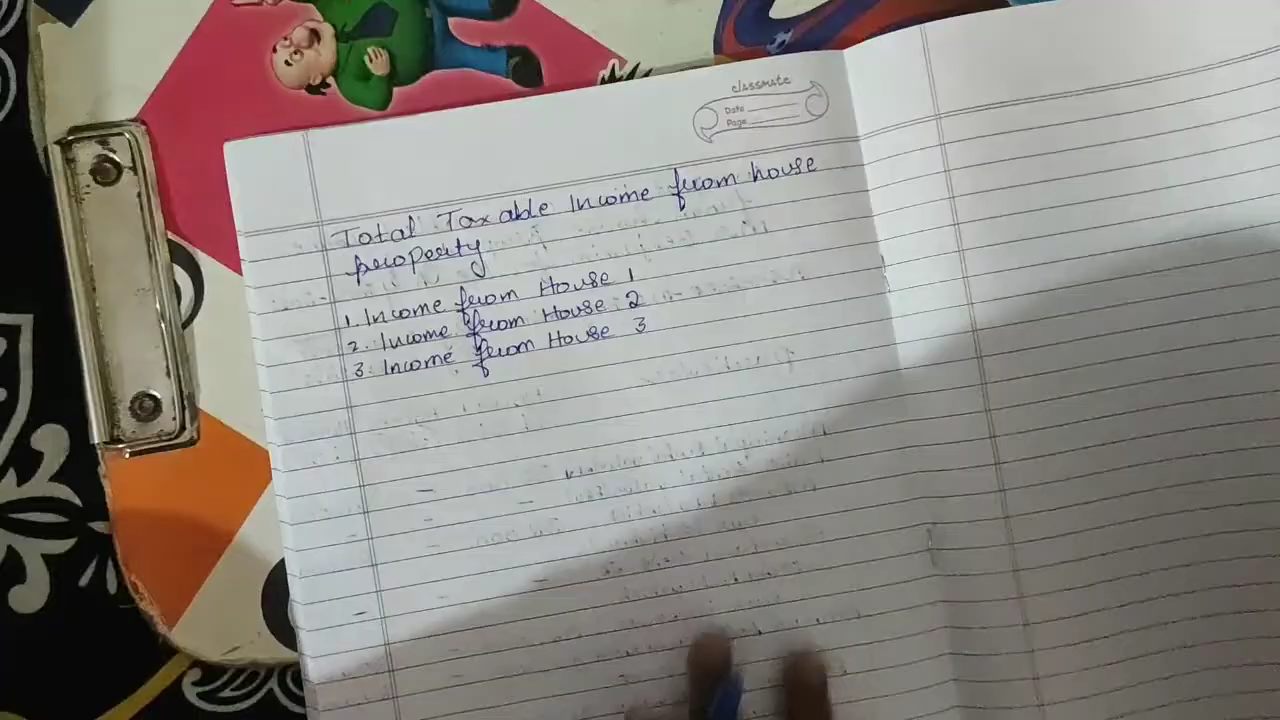 classmate
Date
Page
Total Taxable Income from house
property
1. Income from House 1
2. Income from House 2
3. Income from House 3